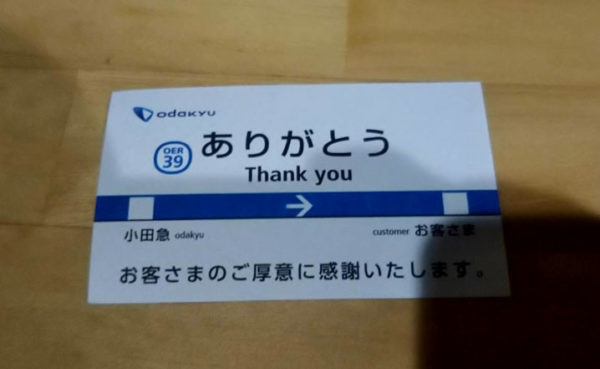 odakyu
OER
39
ありがとう
Thank you
小田急 odakyu
customer お客さま
お客さまのご厚意に感謝いたします。